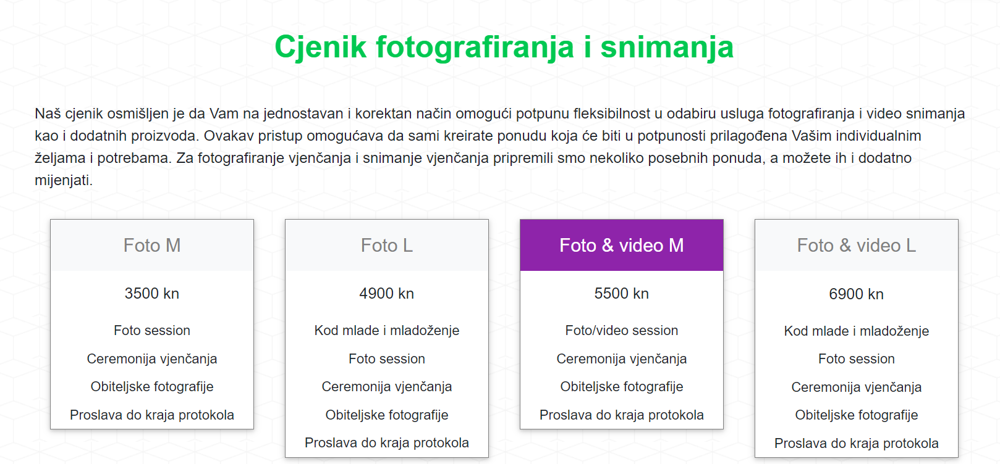 Cjenik fotografiranja i snimanja
Naš cjenik osmišljen je da Vam na jednostavan i korektan način omogući potpunu fleksibilnost u odabiru usluga fotografiranja i video snimanja
kao i dodatnih proizvoda. Ovakav pristup omogućava da sami kreirate ponudu koja će biti u potpunosti prilagođena Vašim individualnim
željama i potrebama. Za fotografiranje vjenčanja i snimanje vjenčanja pripremili smo nekoliko posebnih ponuda, a možete ih i dodatno
mijenjati.
Foto M
3500 kn
Foto session
Ceremonija vjenčanja
Obiteljske fotografije
Proslava do kraja protokola
Foto L
4900 kn
Kod mlade i mladoženje
Foto session
Ceremonija vjenčanja
Obiteljske fotografije
Proslava do kraja protokola
Foto & video M
5500 kn
Foto/video session
Ceremonija vjenčanja
Obiteljske fotografije
Proslava do kraja protokola
Foto & video L
6900 kn
Kod mlade i mladoženje
Foto session
Ceremonija vjenčanja
Obiteljske fotografije
Proslava do kraja protokola